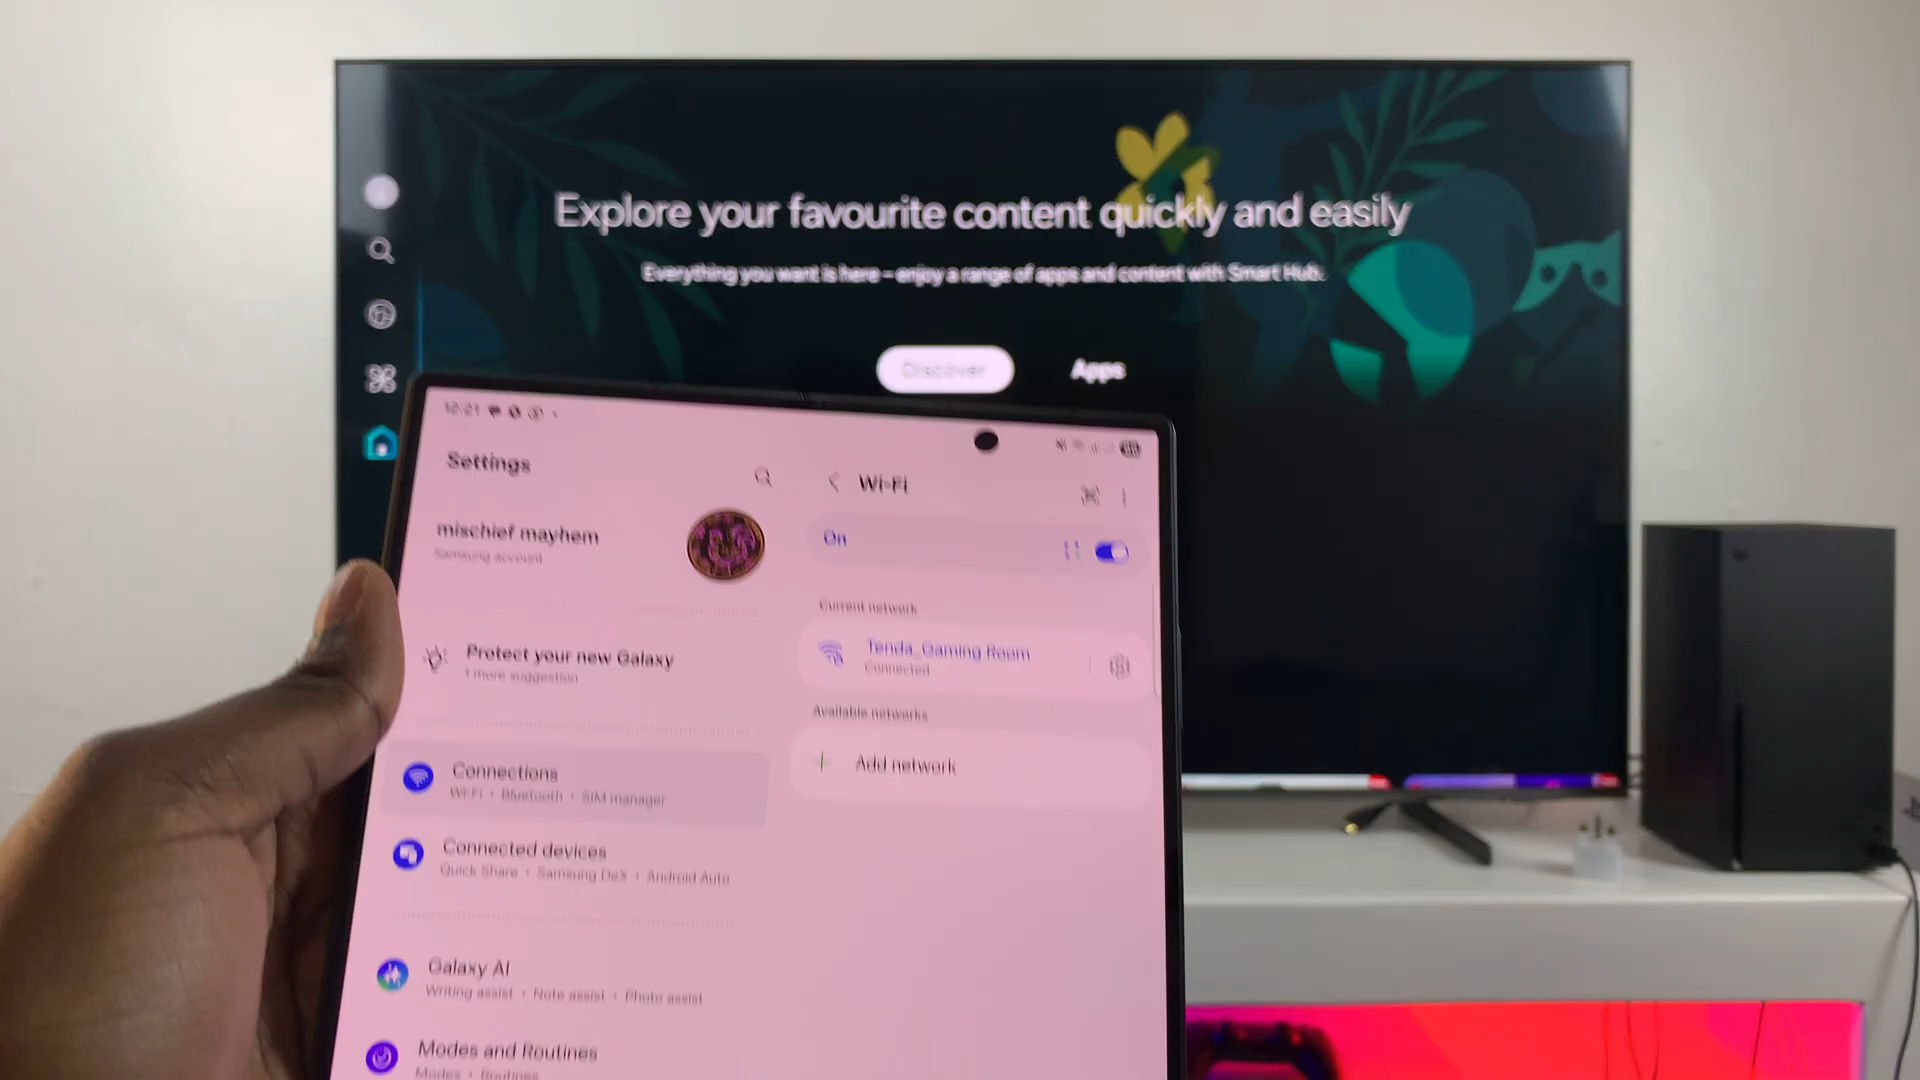 Explore your favourite content quickly and easily
Everything you want is here – enjoy a range of apps and content with Smart Hub.
Discover
Apps
12:21
Settings
mischief mayhem
Samsung account
Protect your new Galaxy
1 more suggestion
Connections
Wi-Fi • Bluetooth • SIM manager
Connected devices
Quick Share • Samsung DeX • Android Auto
Galaxy AI
Writing assist • Note assist • Photo assist
Modes and Routines
Modes • Routines
Wi-Fi
On
Current network
Tenda_Gaming Room
Connected
Available networks
Add network